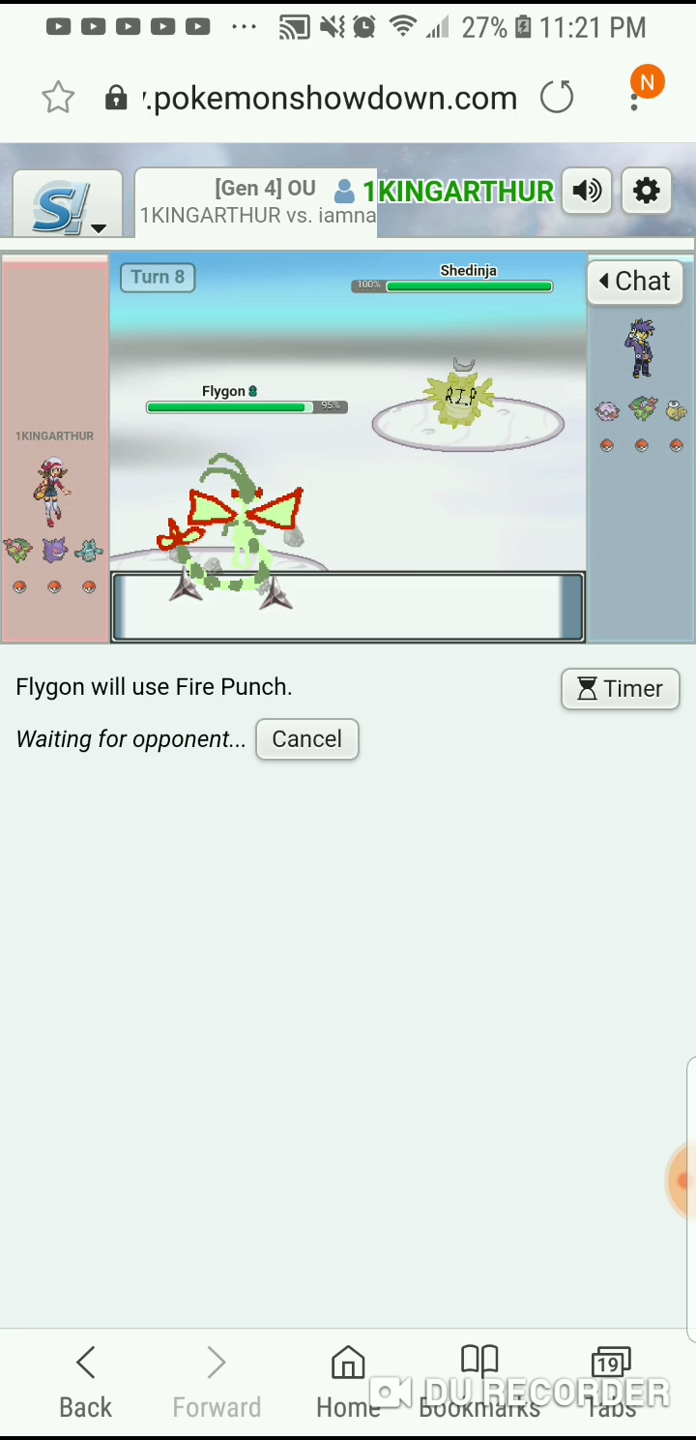 27% 11:21 PM
.pokemonshowdown.com
N
S!
[Gen 4] OU
1KINGARTHUR vs. iamna
1KINGARTHUR
Turn 8
Shedinja
100%
Chat
R.I.P
Flygon
95%
1KINGARTHUR
Flygon will use Fire Punch.
Timer
Waiting for opponent...
Cancel
19
Back
Forward
Home
Bookmarks
Tabs
DU RECORDER